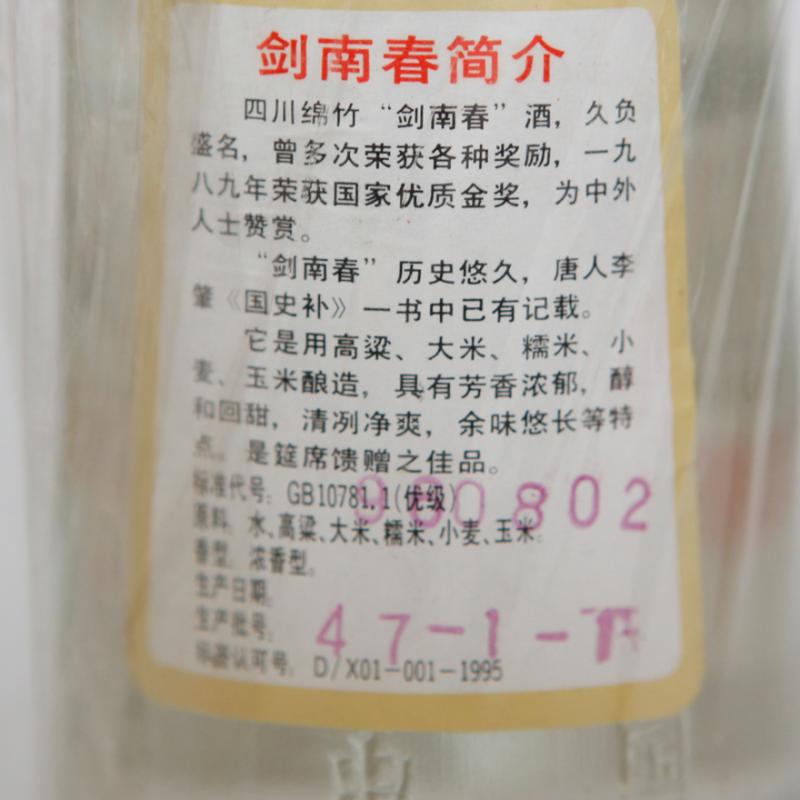 剑南春简介
四川绵竹“剑南春”酒，久负
盛名，曾多次荣获各种奖励，一九
八九年荣获国家优质金奖，为中外
人士赞赏。
“剑南春”历史悠久，唐人李
肇《国史补》一书中已有记载。
它是用高粱、大米、糯米、小
麦、玉米酿造，具有芳香浓郁，醇
和回甜，清冽净爽，余味悠长等特
点。是筵席馈赠之佳品。
标准代号：GB10781.1(优级)
980802
原料：水、高粱、大米、糯米、小麦、玉米。
香型：浓香型。
生产日期：
生产批号：47-1-
标签认可号：D/X01-001-1995
中国